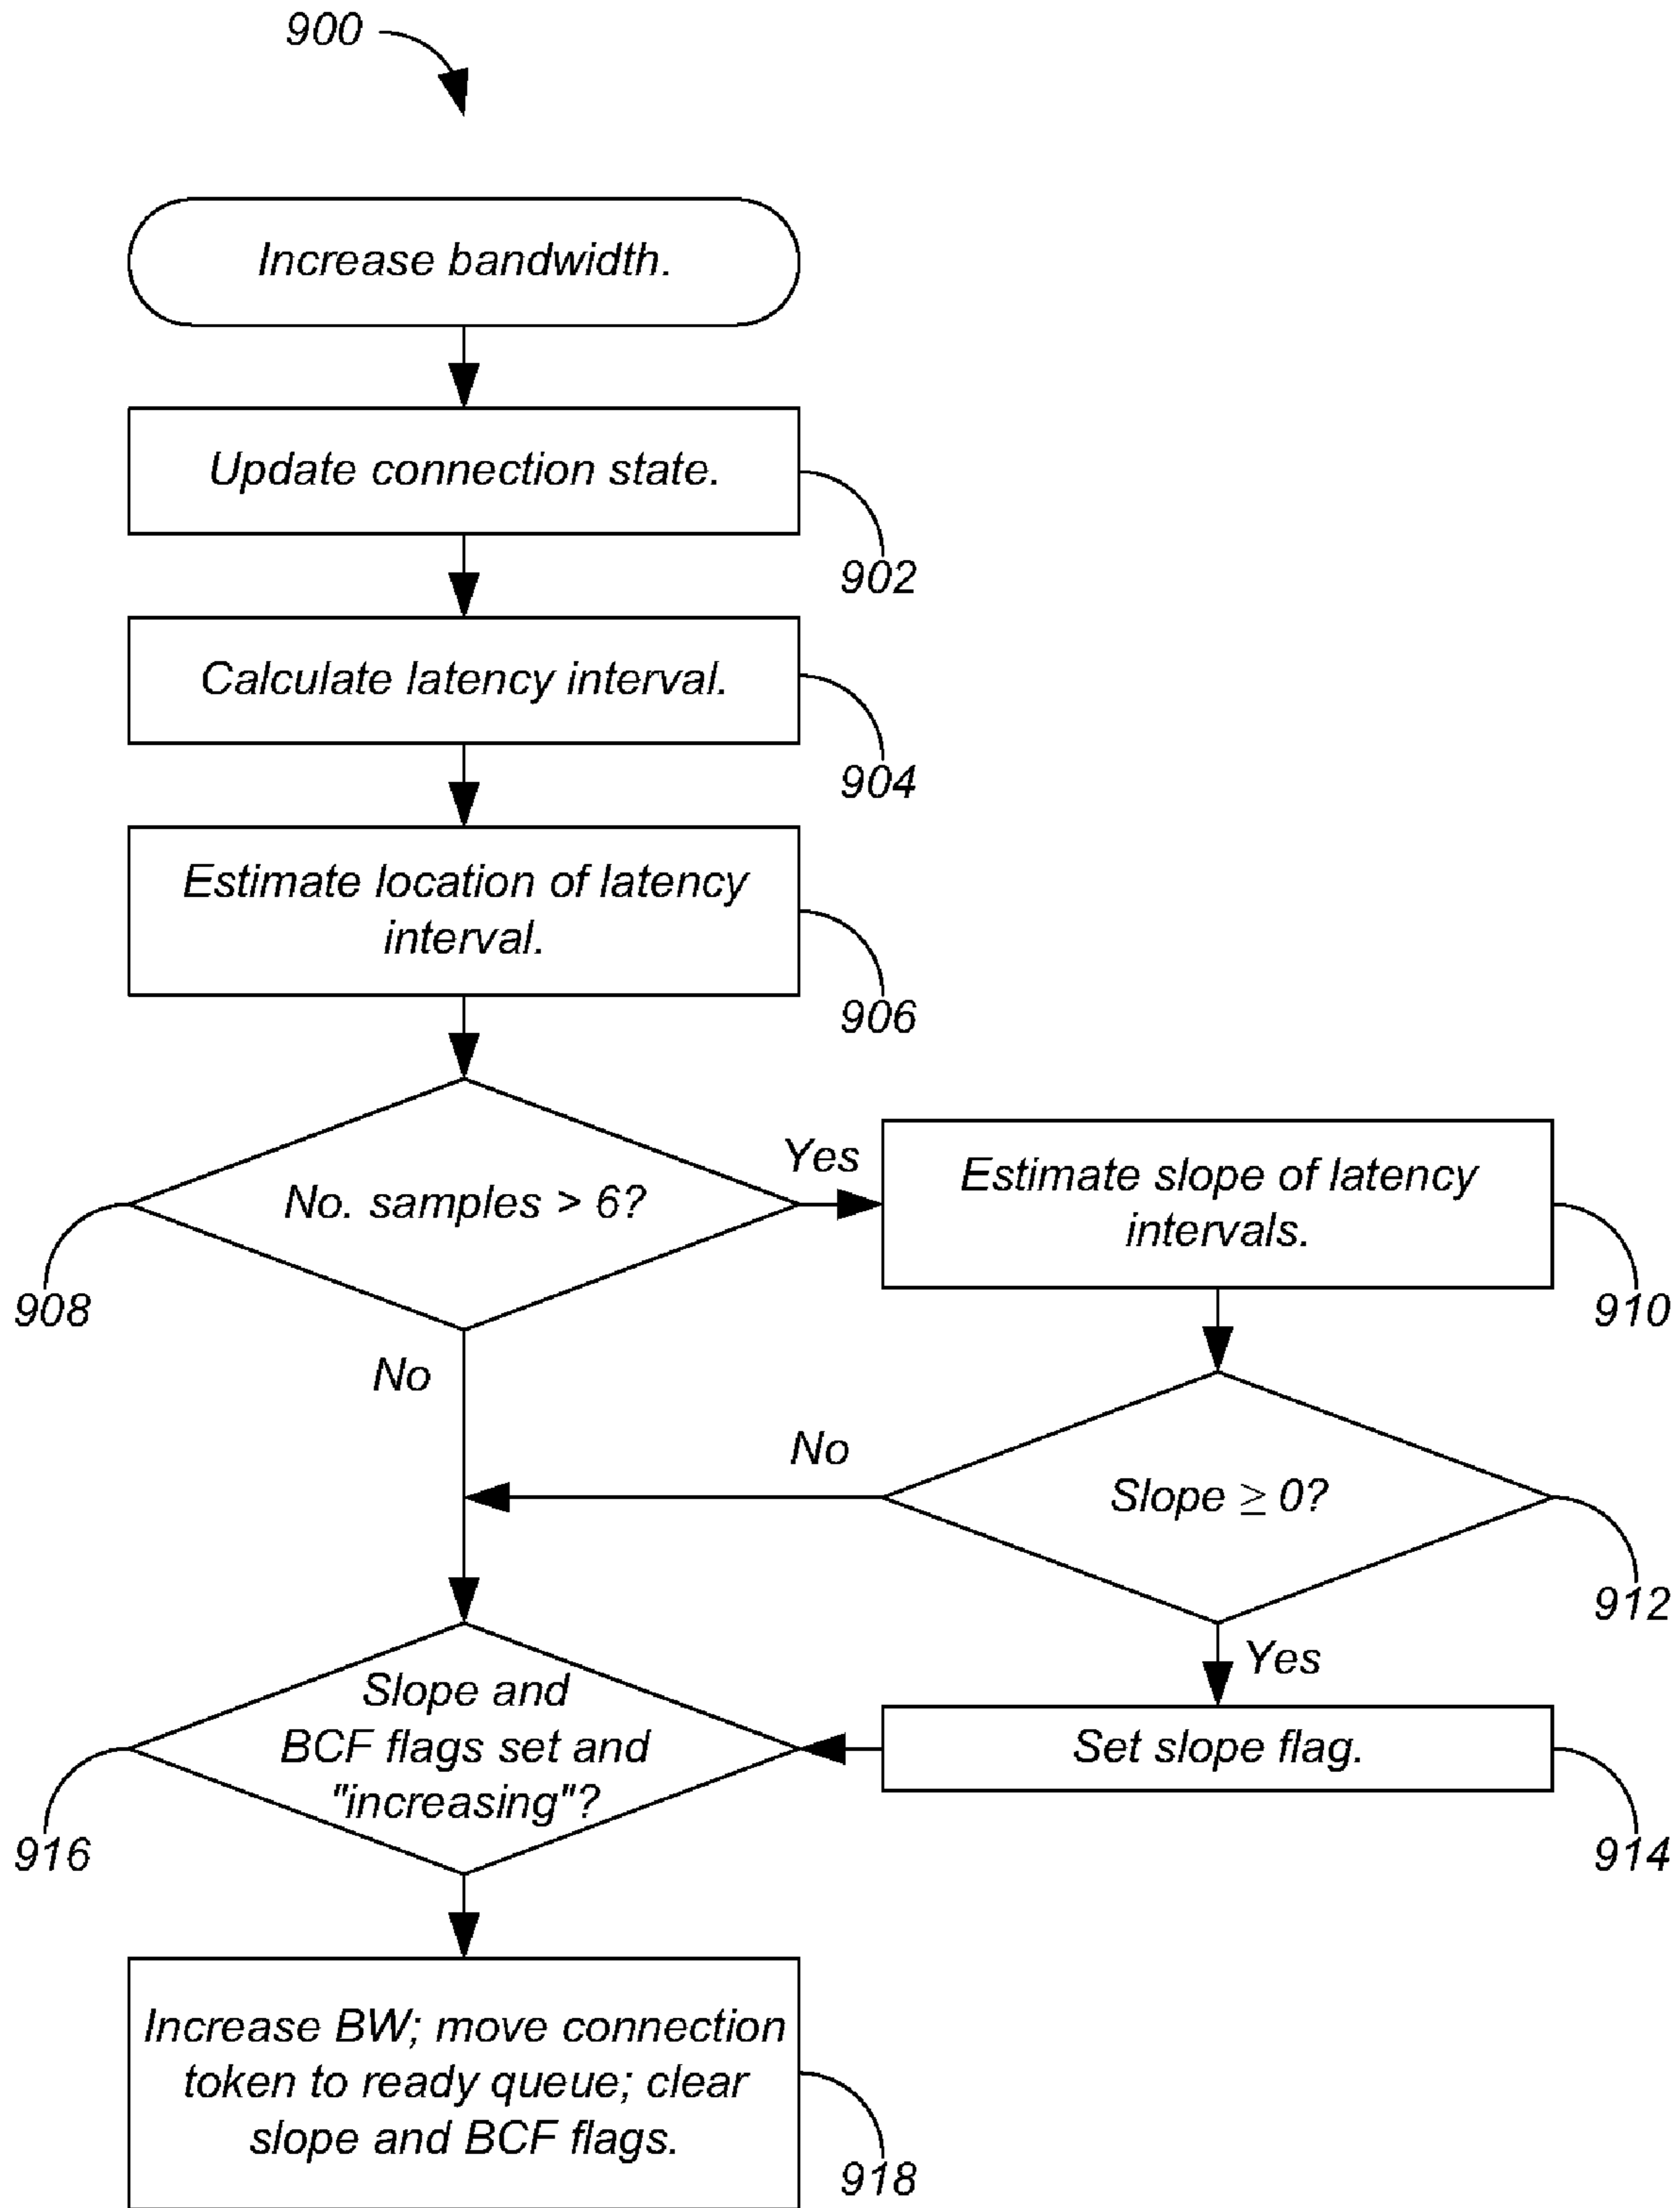 900
Increase bandwidth.
Update connection state.
902
Calculate latency interval.
904
Estimate location of latency
interval.
906
No. samples > 6?
908
Yes
Estimate slope of latency
intervals.
910
No
No
Slope ≥ 0?
912
Yes
Set slope flag.
914
Slope and
BCF flags set and
"increasing"?
916
Increase BW; move connection
token to ready queue; clear
slope and BCF flags.
918